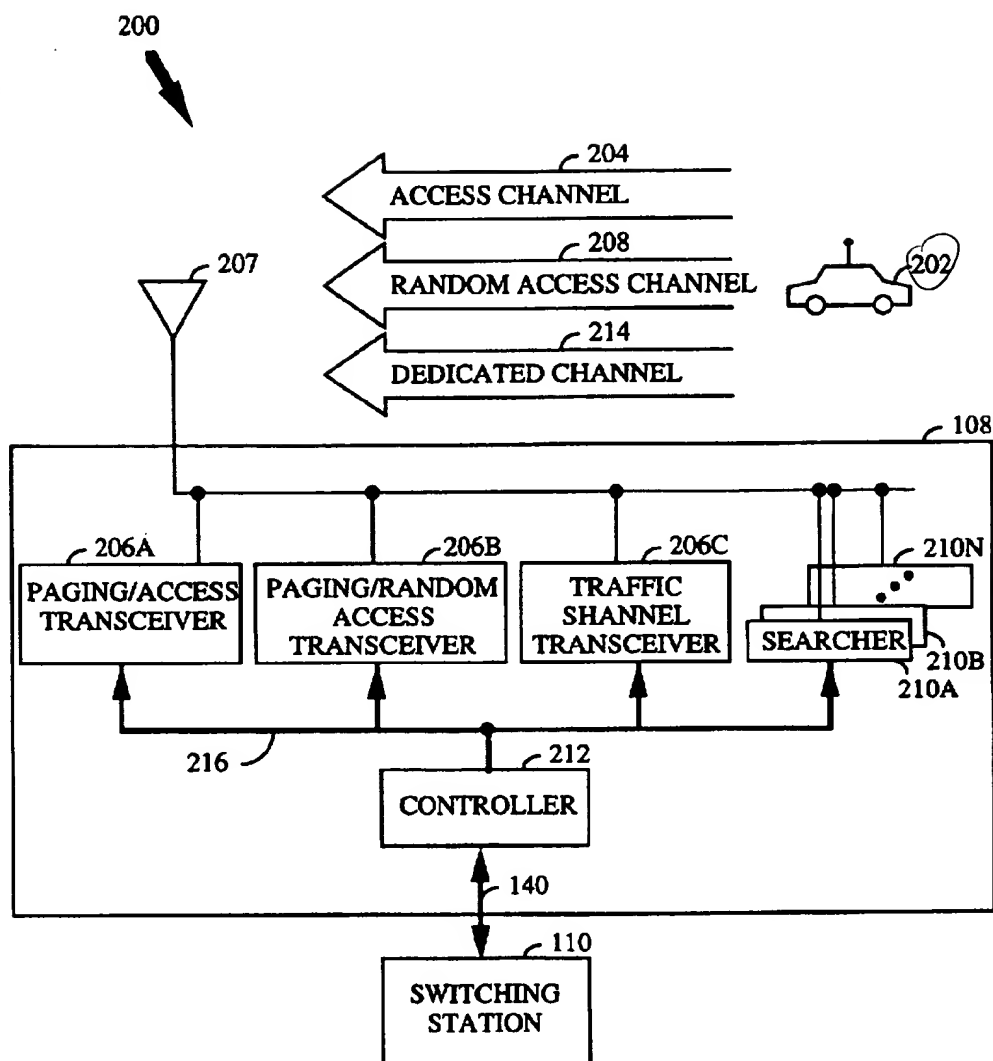 200
204
ACCESS CHANNEL
208
RANDOM ACCESS CHANNEL
202
207
214
DEDICATED CHANNEL
108
206A
PAGING/ACCESS
TRANSCEIVER
206B
PAGING/RANDOM
ACCESS
TRANSCEIVER
206C
TRAFFIC
SHANNEL
TRANSCEIVER
210N
SEARCHER
210B
210A
216
212
CONTROLLER
140
110
SWITCHING
STATION